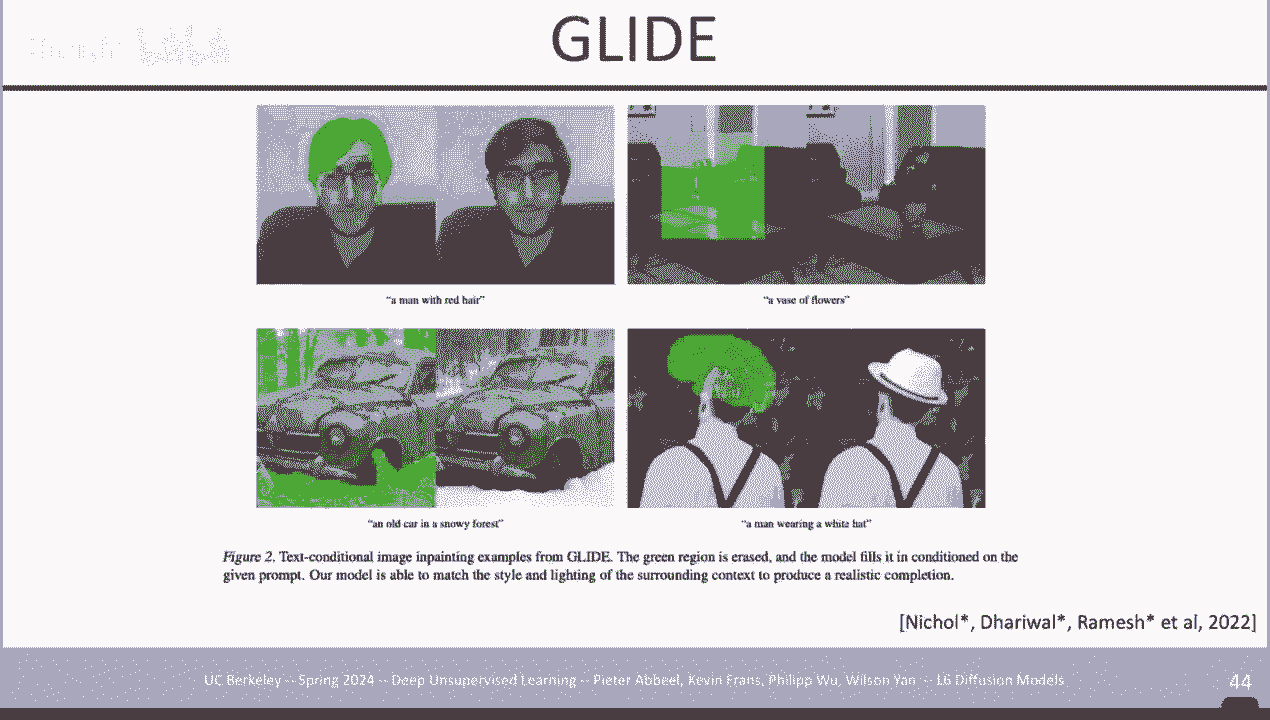 GLIDE
"a man with red hair"
"a vase of flowers"
"an old car in a snowy forest"
"a man wearing a white hat"
Figure 2. Text-conditional image inpainting examples from GLIDE. The green region is erased, and the model fills it in conditioned on the
given prompt. Our model is able to match the style and lighting of the surrounding context to produce a realistic completion.
[Nichol*, Dhariwal*, Ramesh* et al, 2022]
UC Berkeley -- Spring 2024 -- Deep Unsupervised Learning -- Pieter Abbeel, Kevin Frans, Philipp Wu, Wilson Yan -- L6 Diffusion Models
44